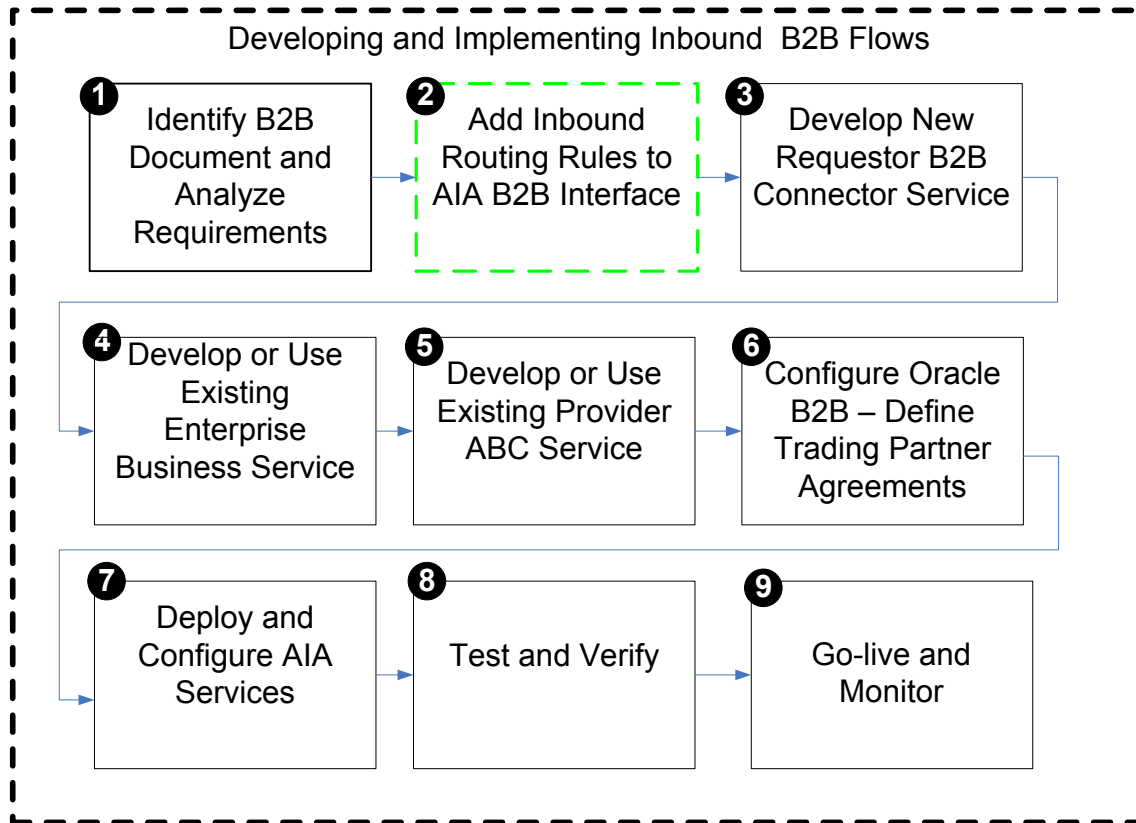 Developing and Implementing Inbound B2B Flows
1
Identify B2B
Document and
Analyze
Requirements
2
Add Inbound
Routing Rules to
AIA B2B Interface
3
Develop New
Requestor B2B
Connector Service
4
Develop or Use
Existing
Enterprise
Business Service
5
Develop or Use
Existing Provider
ABC Service
6
Configure Oracle
B2B – Define
Trading Partner
Agreements
7
Deploy and
Configure AIA
Services
8
Test and Verify
9
Go-live and
Monitor